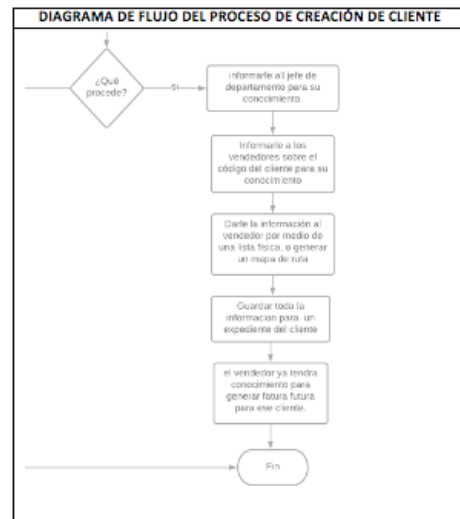 DIAGRAMA DE FLUJO DEL PROCESO DE CREACIÓN DE CLIENTE
¿Qué
procede?
SI
informarle all jefe de
departamento para su
conocimiento.
Informarle a los
vendedores sobre el
código del cliente para su
conocimiento
Darle la información al
vendedor por medio de
una lista física, o generar
un mapa de ruta
Guardar toda la
informacion para un
expediente del cliente
el vendedor ya tendra
conocimiento para
generar fatura futura
para ese cliente.
Fin